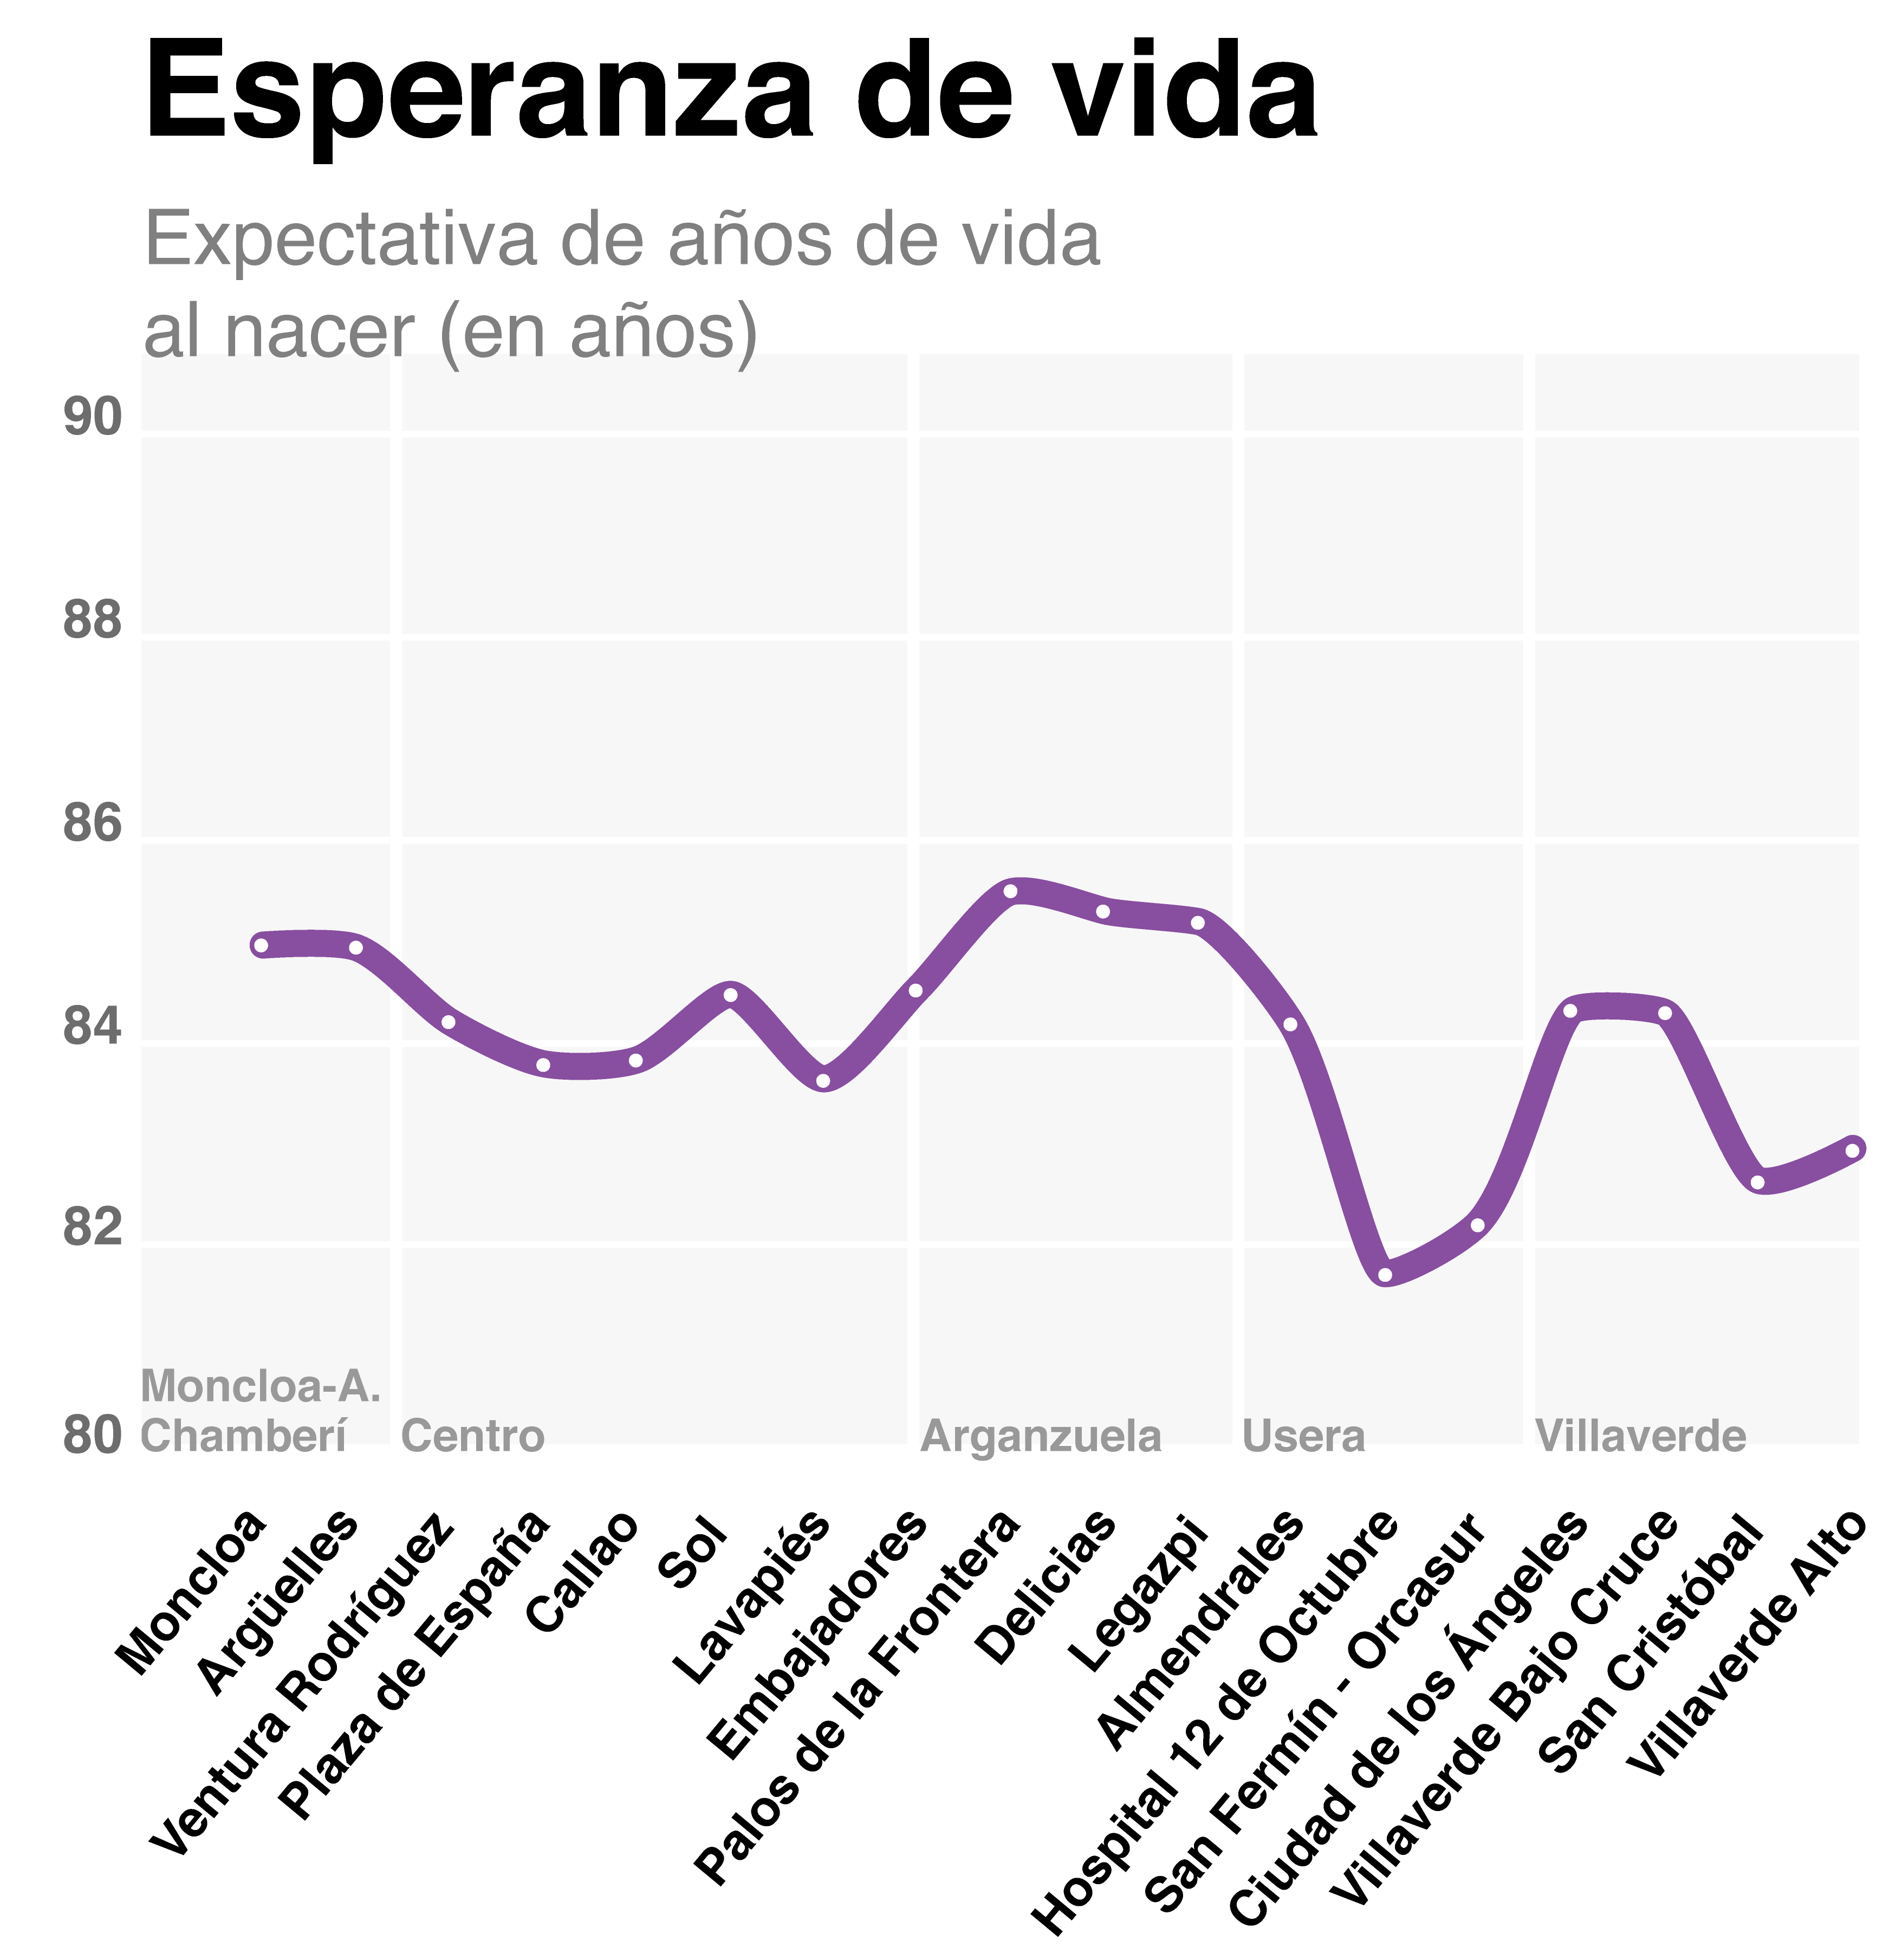 Esperanza de vida
Expectativa de años de vida
al nacer (en años)
90
88
86
84
82
80
Moncloa-A.
Chamberí
Centro
Arganzuela
Usera
Villaverde
Moncloa
Argüelles
Ventura Rodríguez
Plaza de España
Callao
Sol
Lavapiés
Embajadores
Palos de la Frontera
Delicias
Legazpi
Almendrales
Hospital 12 de Octubre
San Fermín - Orcasur
Ciudad de los Ángeles
Villaverde Bajo Cruce
San Cristóbal
Villaverde Alto